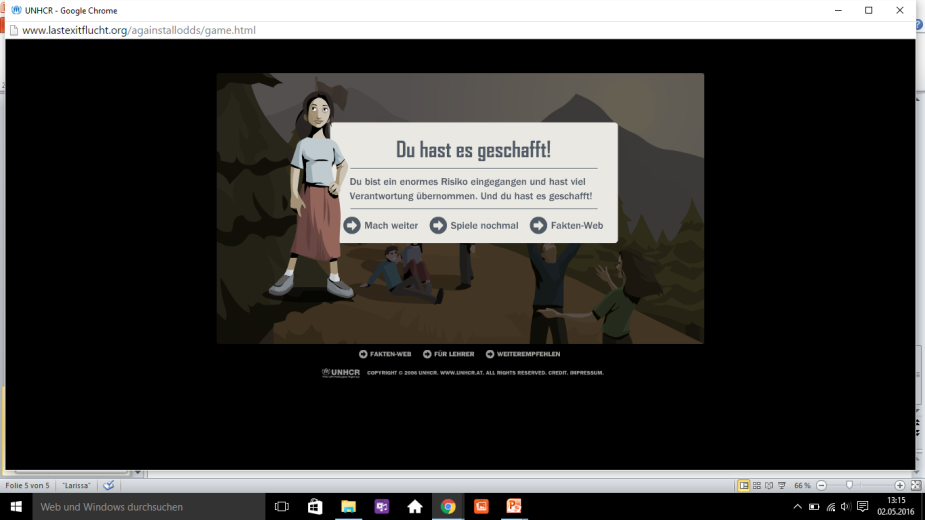 UNHCR - Google Chrome
www.lastexitflucht.org/againstallodds/game.html
Du hast es geschafft!
Du bist ein enormes Risiko eingegangen und hast viel
Verantwortung übernommen. Und du hast es geschafft!
Mach weiter Spiele nochmal Fakten-Web
FAKTEN-WEB FÜR LEHRER WEITEREMPFEHLEN
UNHCR COPYRIGHT © 2006 UNHCR. WWW.UNHCR.AT. ALL RIGHTS RESERVED. CREDIT. IMPRESSUM.
Folie 5 von 5 "Larissa" 66 %
Web und Windows durchsuchen
13:15
02.05.2016